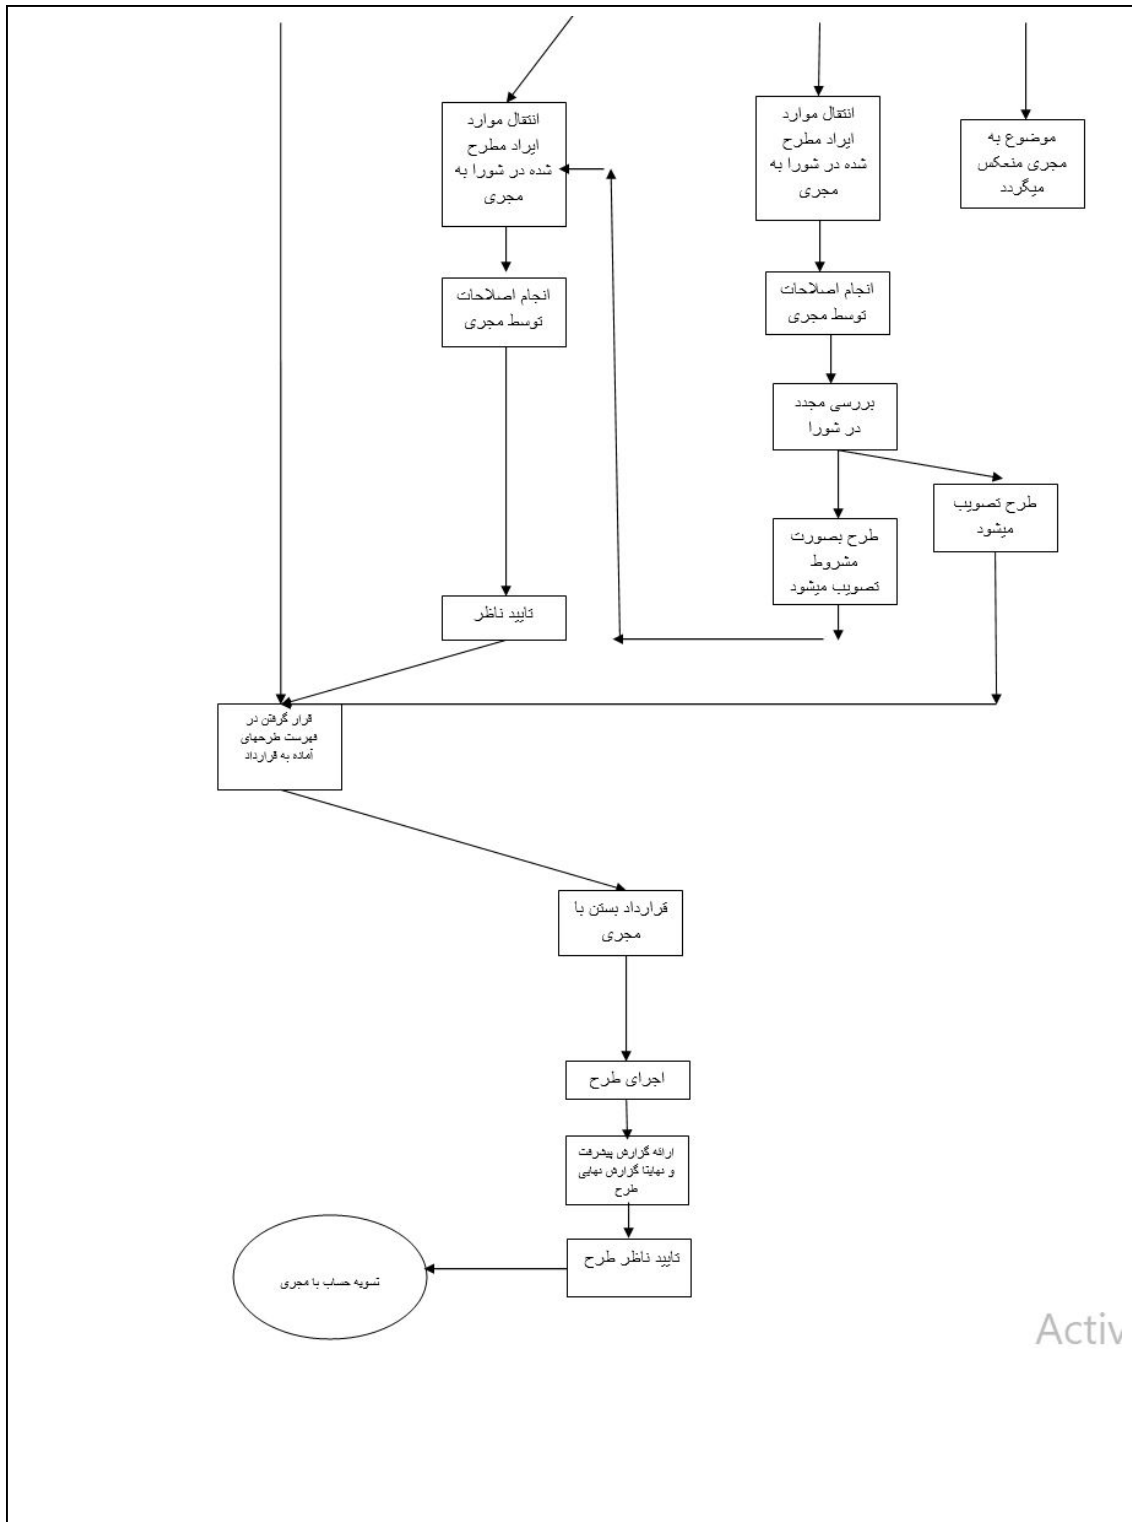 انتقال موارد
ایراد مطرح
شده در شورا به
مجری
موضوع به
مجری منعکس
میگردد
انتقال موارد
ایراد مطرح
شده در شورا به
مجری
انجام اصلاحات
توسط مجری
انجام اصلاحات
توسط مجری
بررسی مجدد
در شورا
طرح تصویب
میشود
طرح بصورت
مشروط
تصویب میشود
تایید ناظر
قرار گرفتن در
فهرست طرحهای
آماده به قرارداد
قرارداد بستن با
مجری
اجرای طرح
ارائه گزارش پیشرفت
و نهایتا گزارش نهایی
طرح
تایید ناظر طرح
تسویه حساب با مجری
Activ